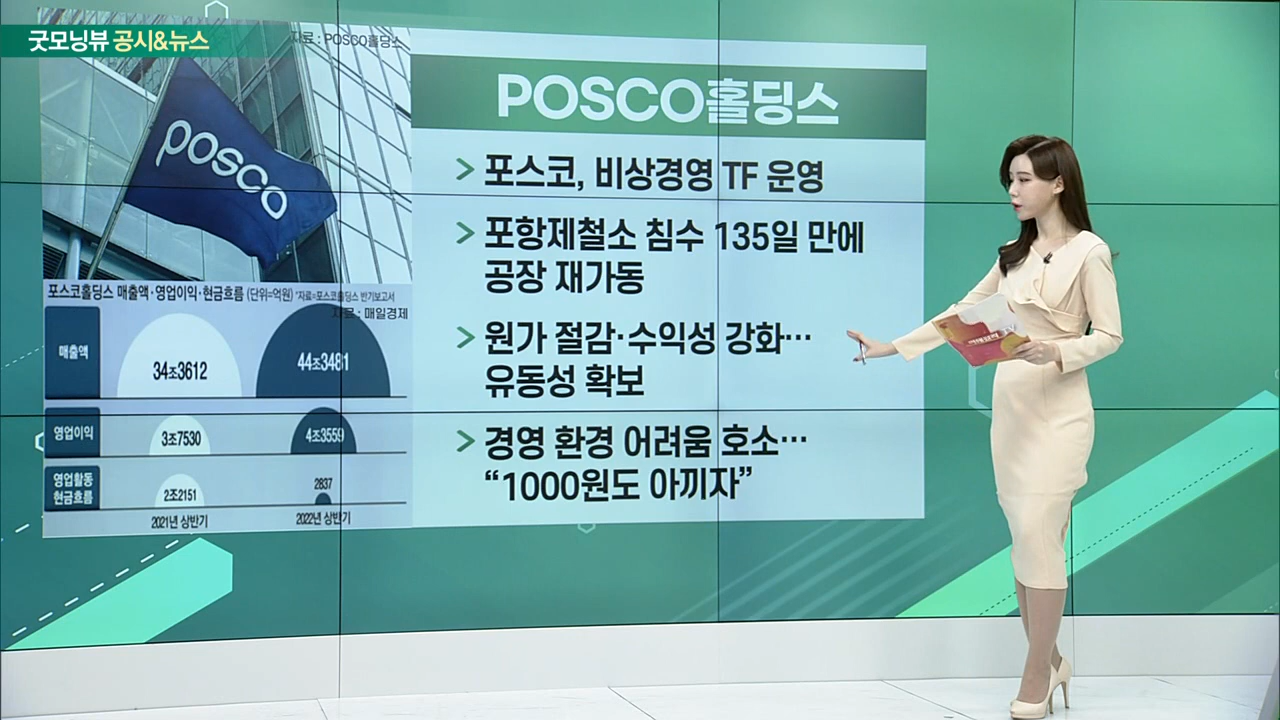 굿모닝뷰 공시&뉴스
자료 : POSCO홀딩스
posco
POSCO홀딩스
> 포스코, 비상경영 TF 운영
> 포항제철소 침수 135일 만에
공장 재가동
> 원가 절감·수익성 강화…
유동성 확보
> 경영 환경 어려움 호소…
“1000원도 아끼자”
포스코홀딩스 매출액·영업이익·현금흐름 (단위=억원) *자료=포스코홀딩스 반기보고서
자료 : 매일경제
매출액 34조3612 44조3481
영업이익 3조7530 4조3559
영업활동
현금흐름 2조2151 2837
2021년 상반기 2022년 상반기